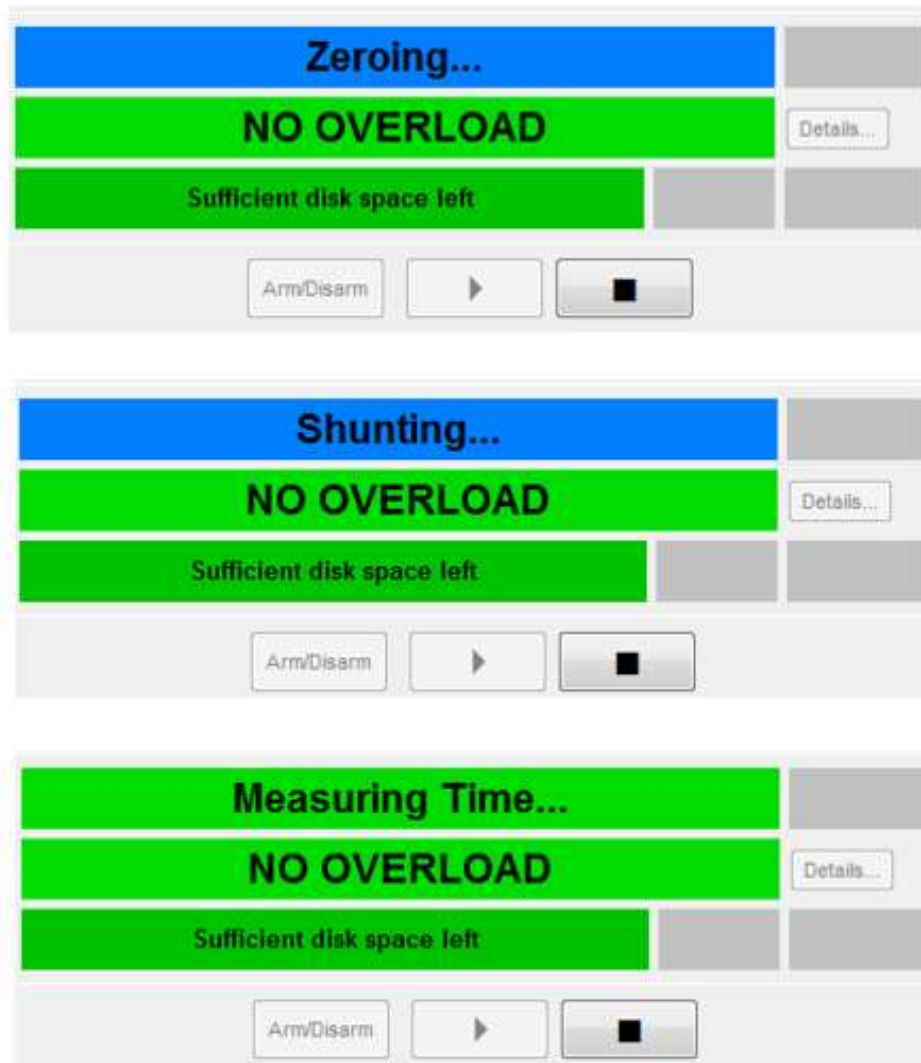 Zeroing...
NO OVERLOAD
Details...
Sufficient disk space left
Arm/Disarm
Shunting...
NO OVERLOAD
Details...
Sufficient disk space left
Arm/Disarm
Measuring Time...
NO OVERLOAD
Details...
Sufficient disk space left
Arm/Disarm